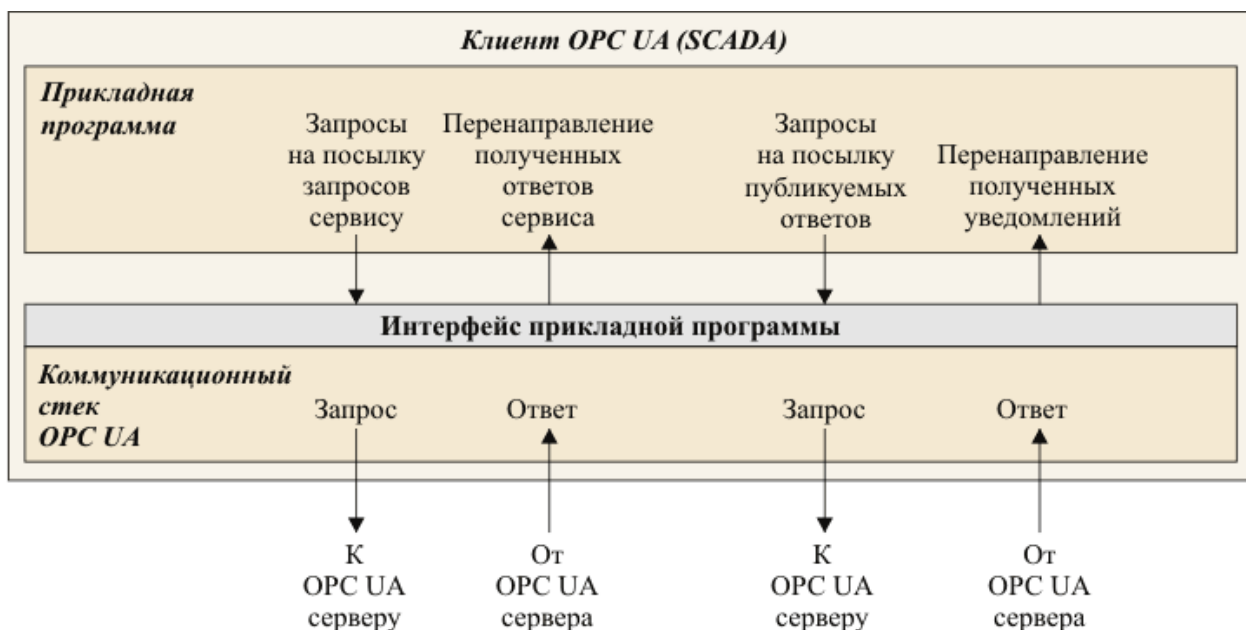 Клиент OPC UA (SCADA)
Прикладная
программа
Запросы
на посылку
запросов
сервису
Перенаправление
полученных
ответов
сервиса
Запросы
на посылку
публикуемых
ответов
Перенаправление
полученных
уведомлений
Интерфейс прикладной программы
Коммуникационный
стек
OPC UA
Запрос
Ответ
Запрос
Ответ
К
OPC UA
серверу
От
OPC UA
сервера
К
OPC UA
серверу
От
OPC UA
сервера